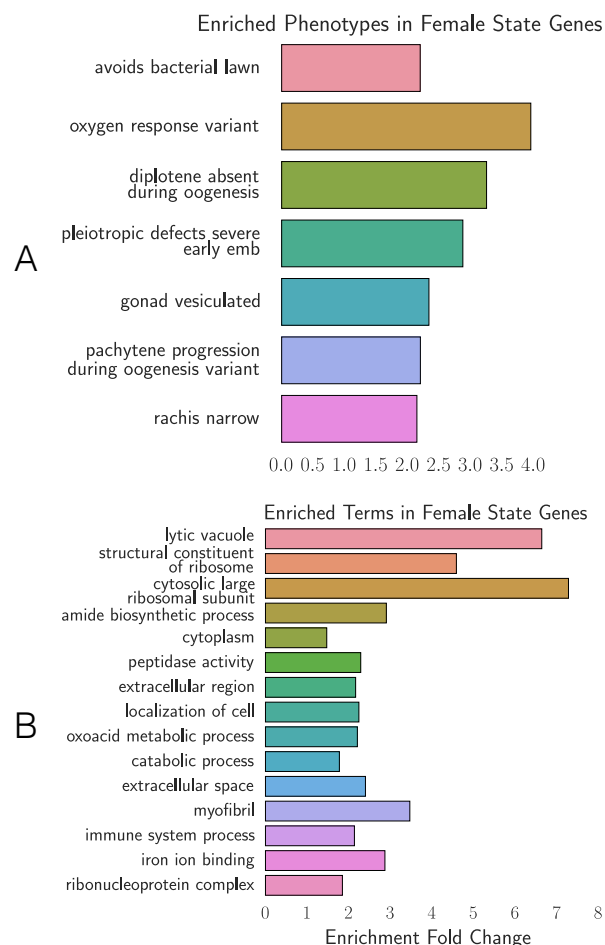 Enriched Phenotypes in Female State Genes
avoids bacterial lawn
oxygen response variant
diplotene absent
during oogenesis
pleiotropic defects severe
early emb
A
gonad vesiculated
pachytene progression
during oogenesis variant
rachis narrow
0.0 0.5 1.0 1.5 2.0 2.5 3.0 3.5 4.0
Enriched Terms in Female State Genes
lytic vacuole
structural constituent
of ribosome
cytosolic large
ribosomal subunit
amide biosynthetic process
cytoplasm
peptidase activity
extracellular region
B
localization of cell
oxoacid metabolic process
catabolic process
extracellular space
myofibril
immune system process
iron ion binding
ribonucleoprotein complex
0 1 2 3 4 5 6 7 8
Enrichment Fold Change